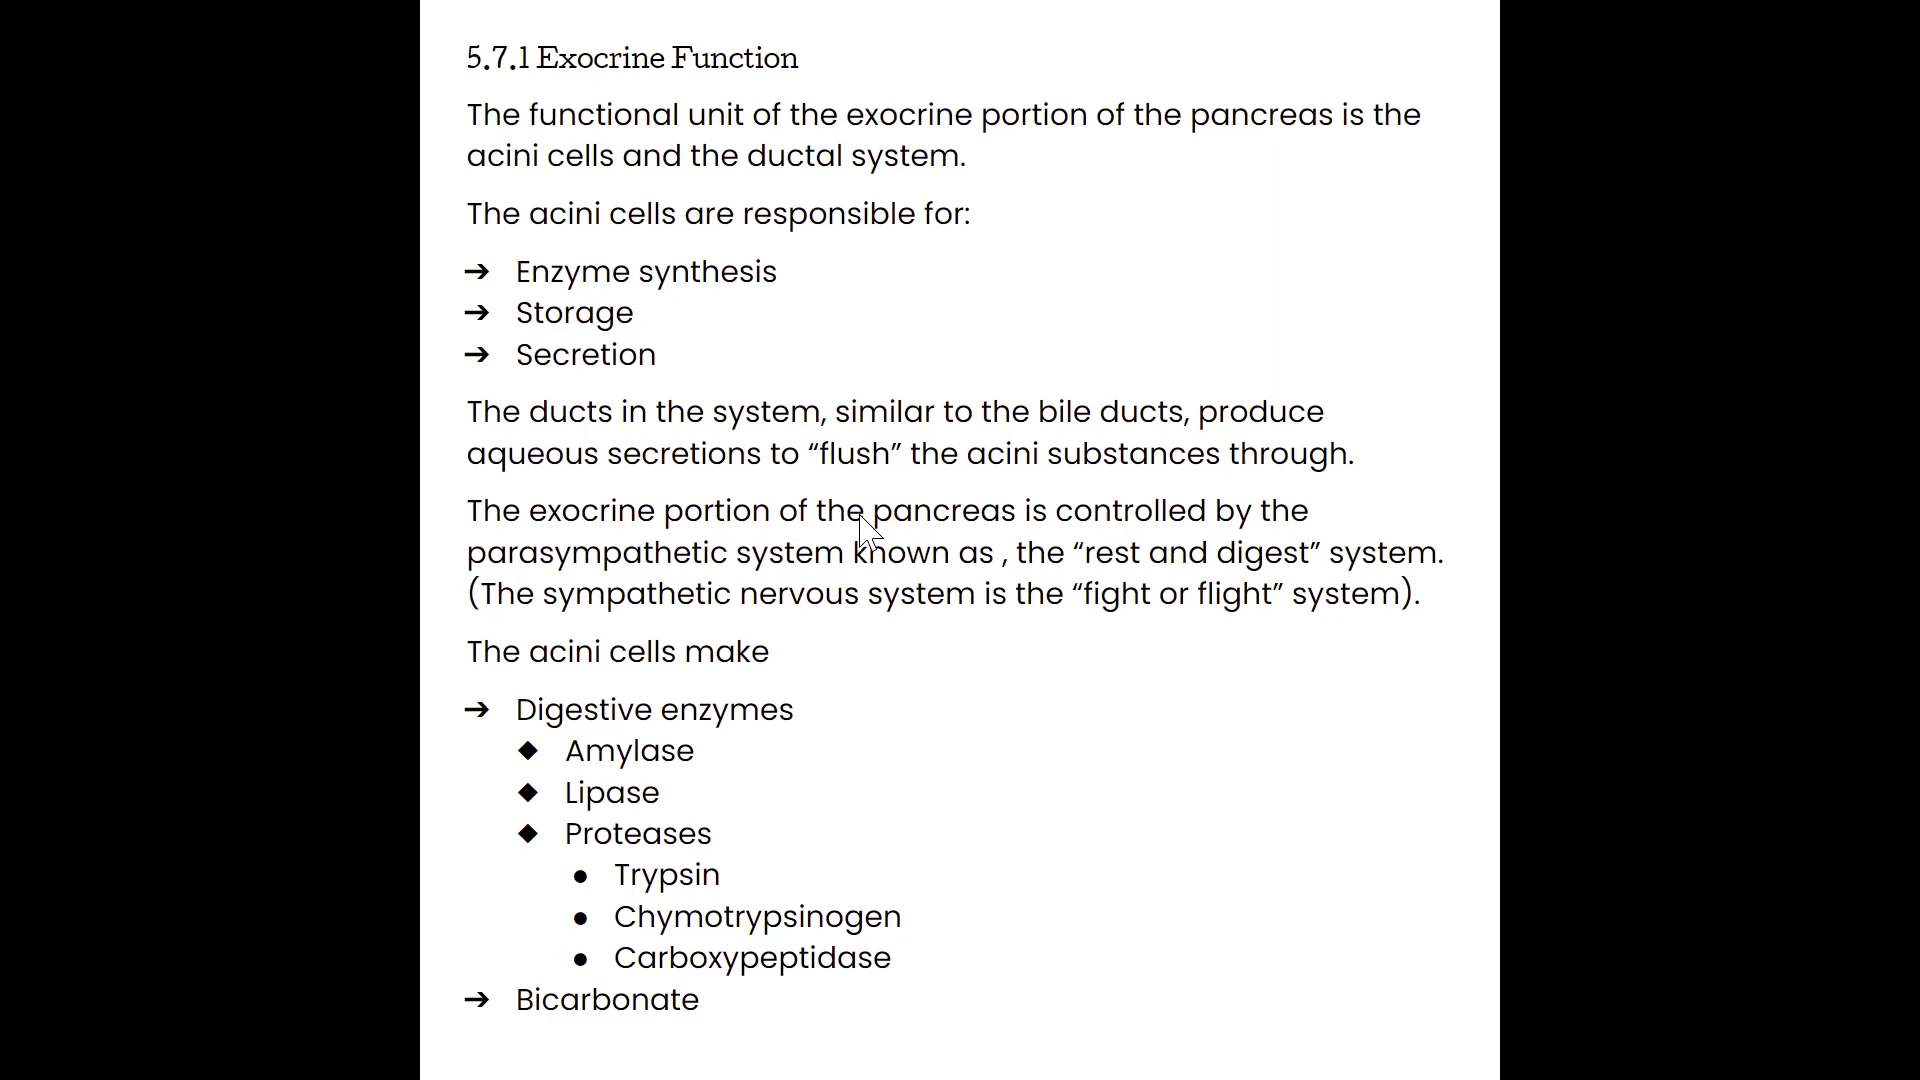 5.7.1 Exocrine Function
The functional unit of the exocrine portion of the pancreas is the
acini cells and the ductal system.
The acini cells are responsible for:
➔ Enzyme synthesis
➔ Storage
➔ Secretion
The ducts in the system, similar to the bile ducts, produce
aqueous secretions to “flush” the acini substances through.
The exocrine portion of the pancreas is controlled by the
parasympathetic system known as , the “rest and digest” system.
(The sympathetic nervous system is the “fight or flight” system).
The acini cells make
➔ Digestive enzymes
◆ Amylase
◆ Lipase
◆ Proteases
● Trypsin
● Chymotrypsinogen
● Carboxypeptidase
➔ Bicarbonate